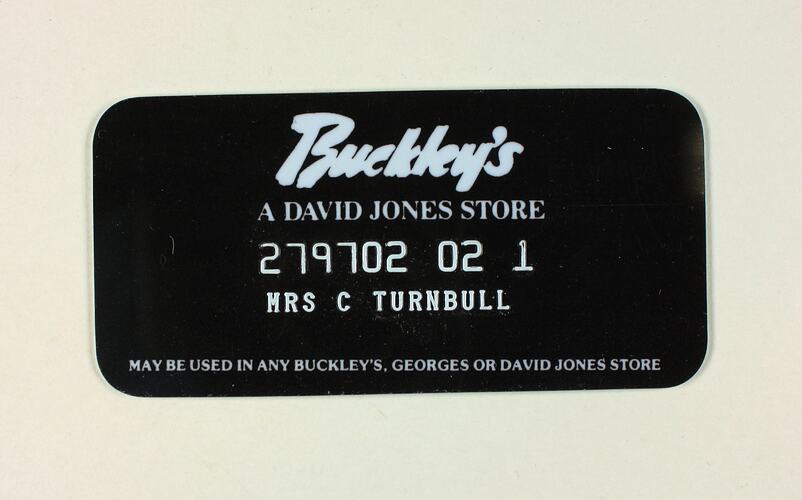 Buckley's
A DAVID JONES STORE
279702 02 1
MRS C TURNBULL
MAY BE USED IN ANY BUCKLEY'S, GEORGES OR DAVID JONES STORE